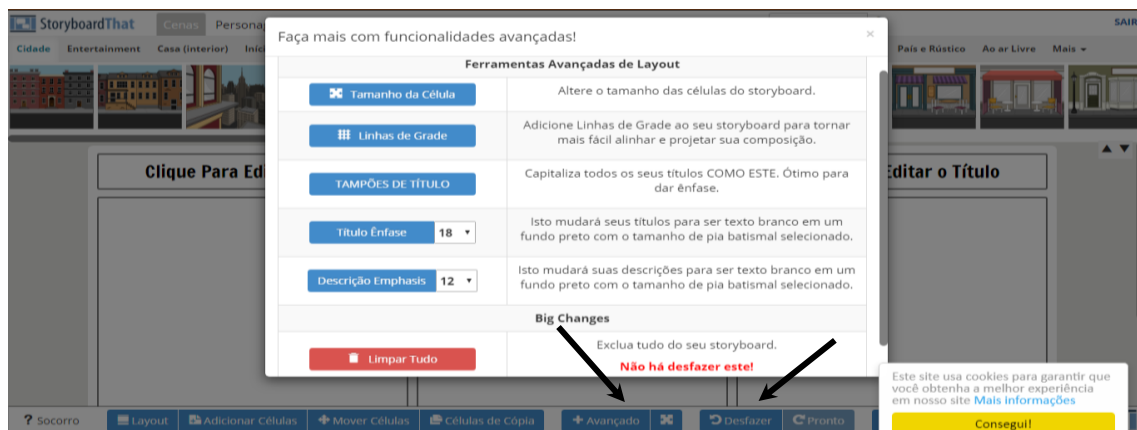 StoryboardThat Cenas Persona SAIR
Cidade Entertainment Casa (interior) Iníci País e Rústico Ao ar Livre Mais
Faça mais com funcionalidades avançadas! ×
Ferramentas Avançadas de Layout
Tamanho da Célula
Altere o tamanho das células do storyboard.
Linhas de Grade
Adicione Linhas de Grade ao seu storyboard para tornar
mais fácil alinhar e projetar sua composição.
TAMPÕES DE TÍTULO
Capitaliza todos os seus títulos COMO ESTE. Ótimo para
dar ênfase.
Título Ênfase 18
Isto mudará seus títulos para ser texto branco em um
fundo preto com o tamanho de pia batismal selecionado.
Descrição Emphasis 12
Isto mudará suas descrições para ser texto branco em um
fundo preto com o tamanho de pia batismal selecionado.
Big Changes
Limpar Tudo
Exclua tudo do seu storyboard.
Não há desfazer este!
Clique Para Edi Editar o Título
Este site usa cookies para garantir que
você obtenha a melhor experiência
em nosso site Mais informações
Consegui!
? Socorro Layout Adicionar Células Mover Células Células de Cópia + Avançado Desfazer Pronto